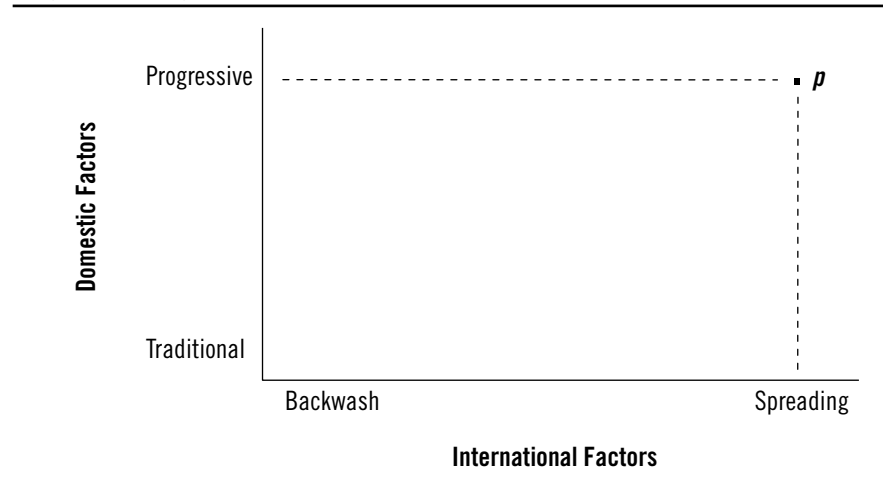 Progressive
p
Domestic Factors
Traditional
Backwash
Spreading
International Factors